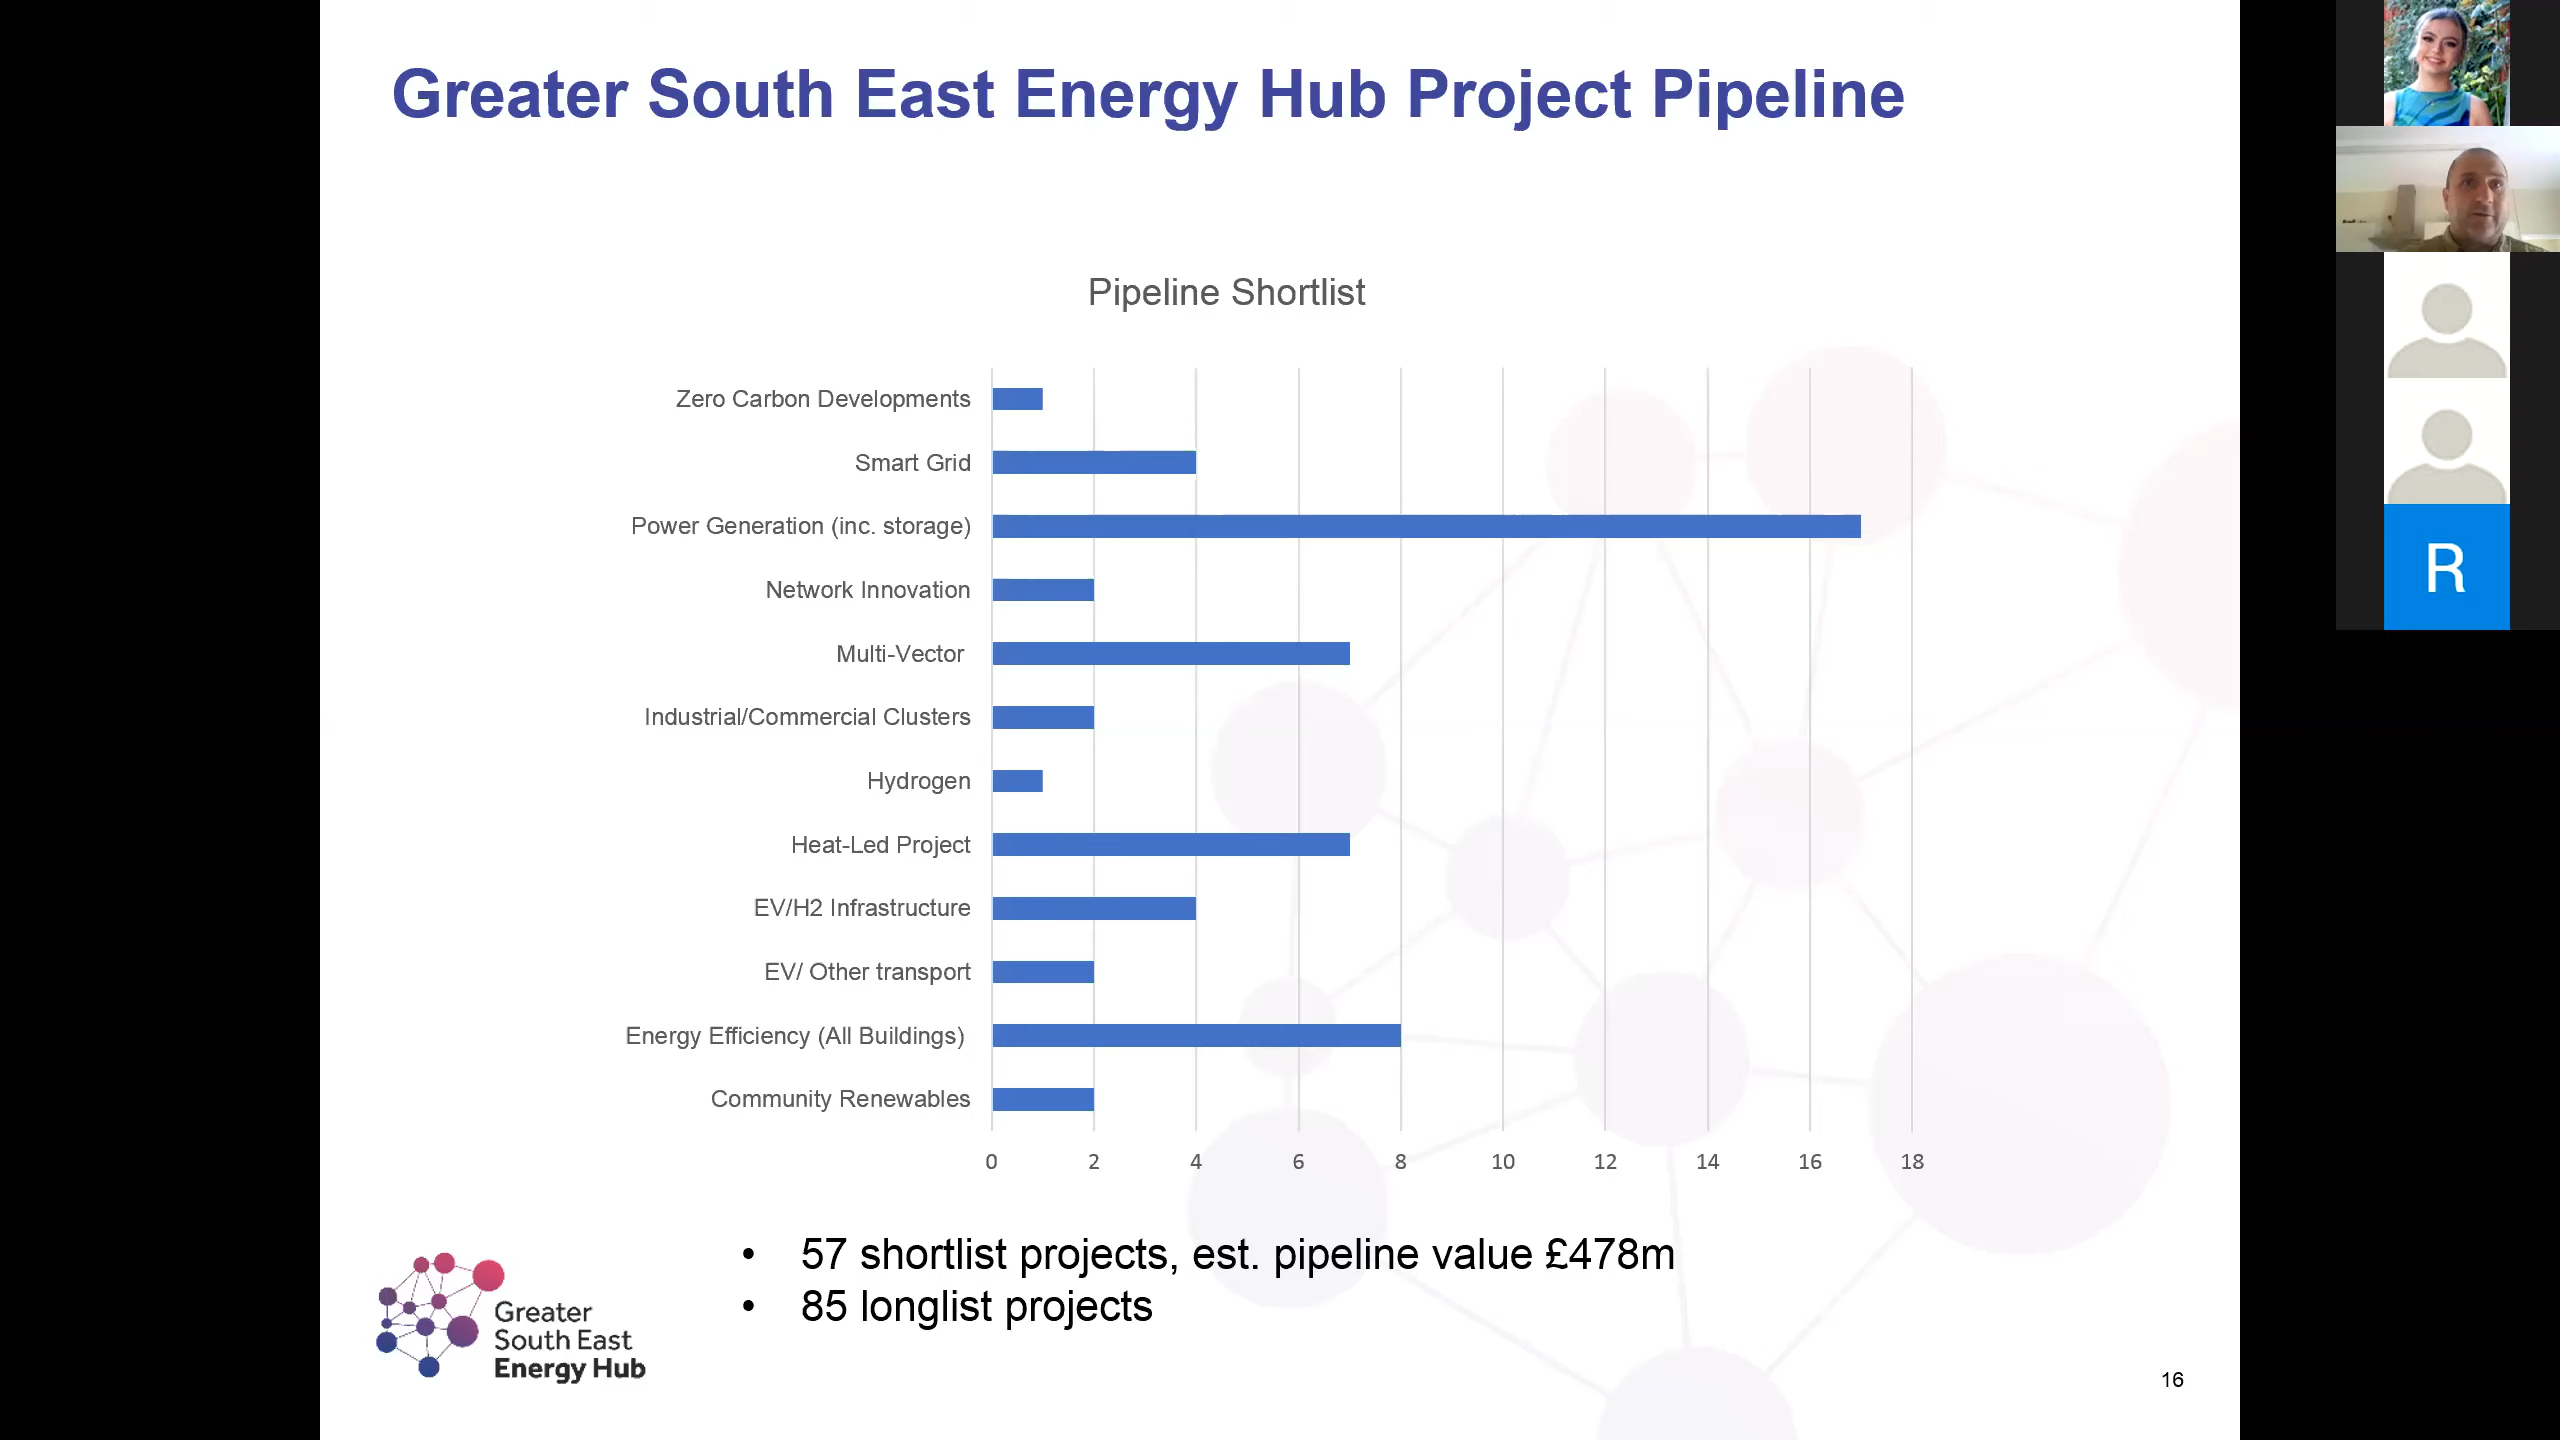 Greater South East Energy Hub Project Pipeline
Pipeline Shortlist
Zero Carbon Developments
Smart Grid
Power Generation (inc. storage)
Network Innovation
Multi-Vector
Industrial/Commercial Clusters
Hydrogen
Heat-Led Project
EV/H2 Infrastructure
EV/ Other transport
Energy Efficiency (All Buildings)
Community Renewables
0 2 4 6 8 10 12 14 16 18
• 57 shortlist projects, est. pipeline value £478m
• 85 longlist projects
Greater
South East
Energy Hub
16
R